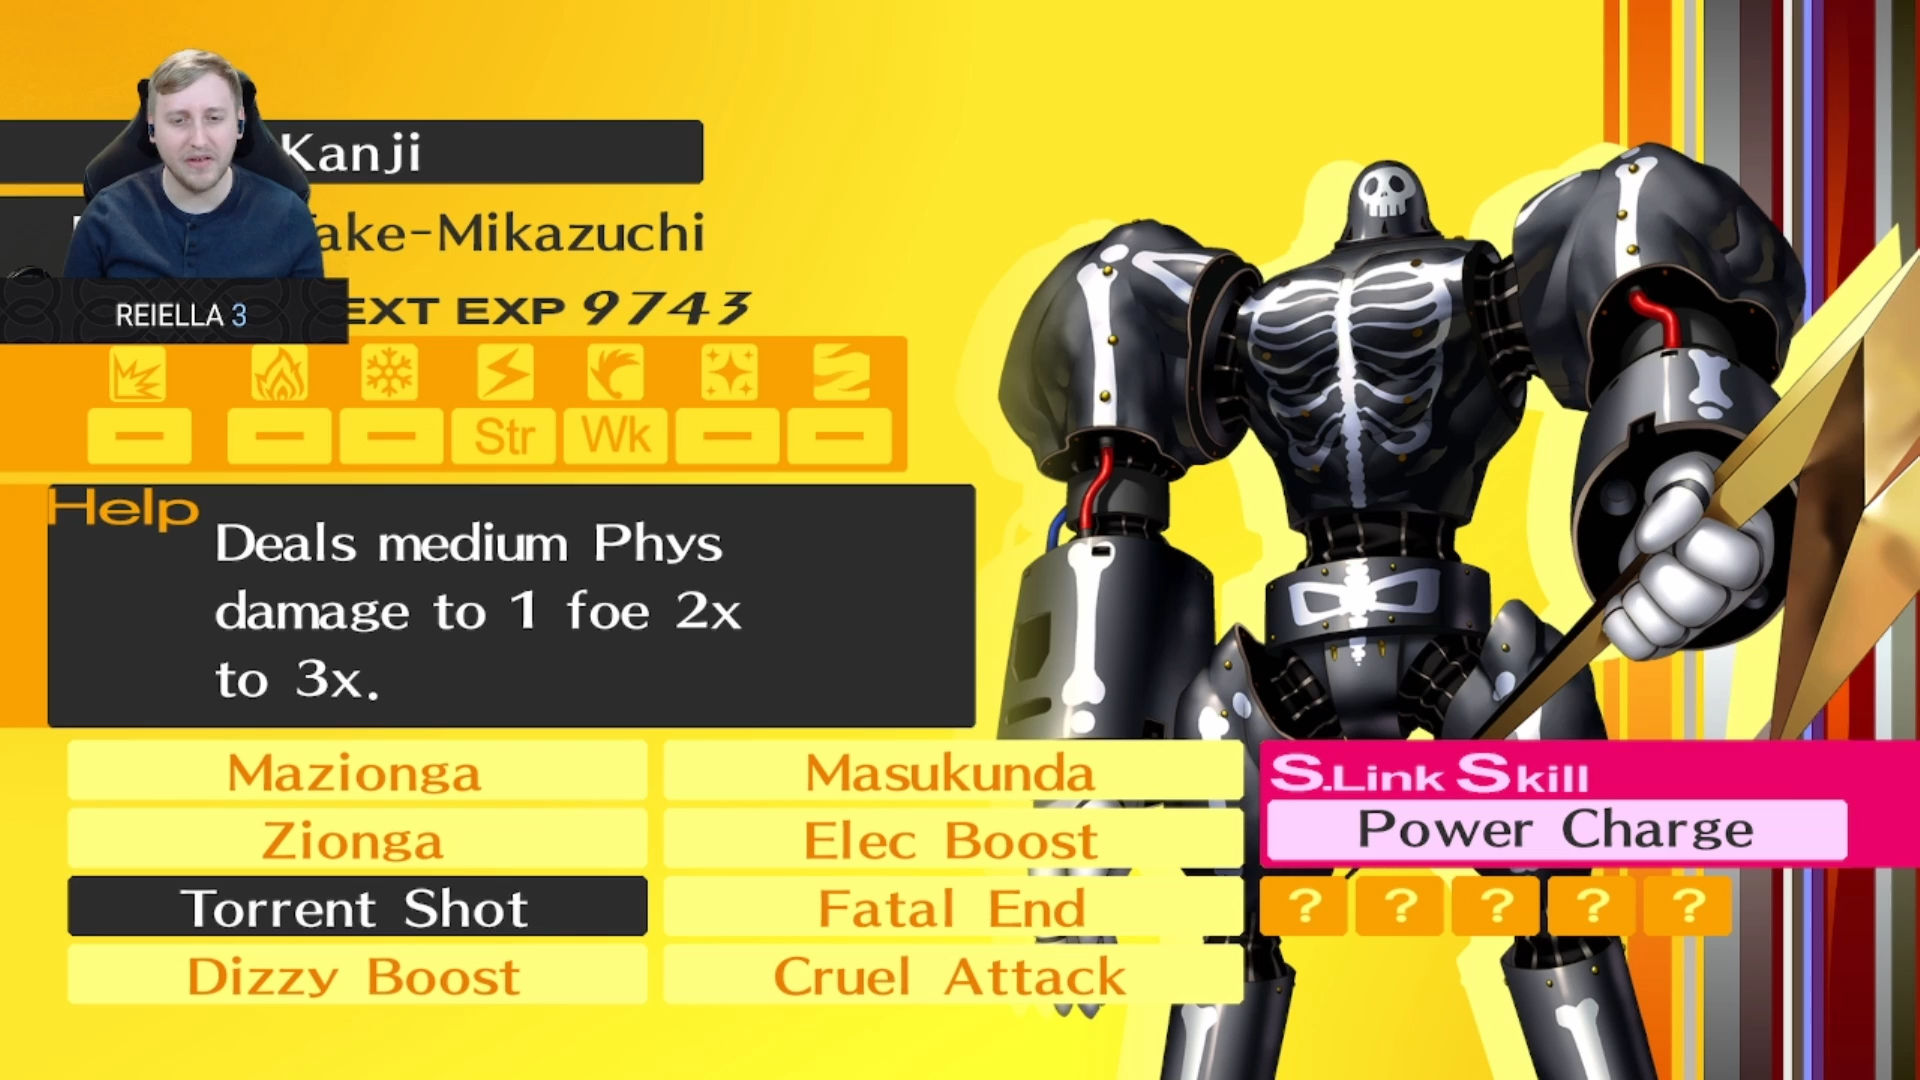 Kanji
ake-Mikazuchi
EXT EXP 9743
REIELLA 3
Str
Wk
Help
Deals medium Phys
damage to 1 foe 2x
to 3x.
Mazionga
Masukunda
Zionga
Elec Boost
Torrent Shot
Fatal End
Dizzy Boost
Cruel Attack
S.Link Skill
Power Charge
? ? ? ? ?